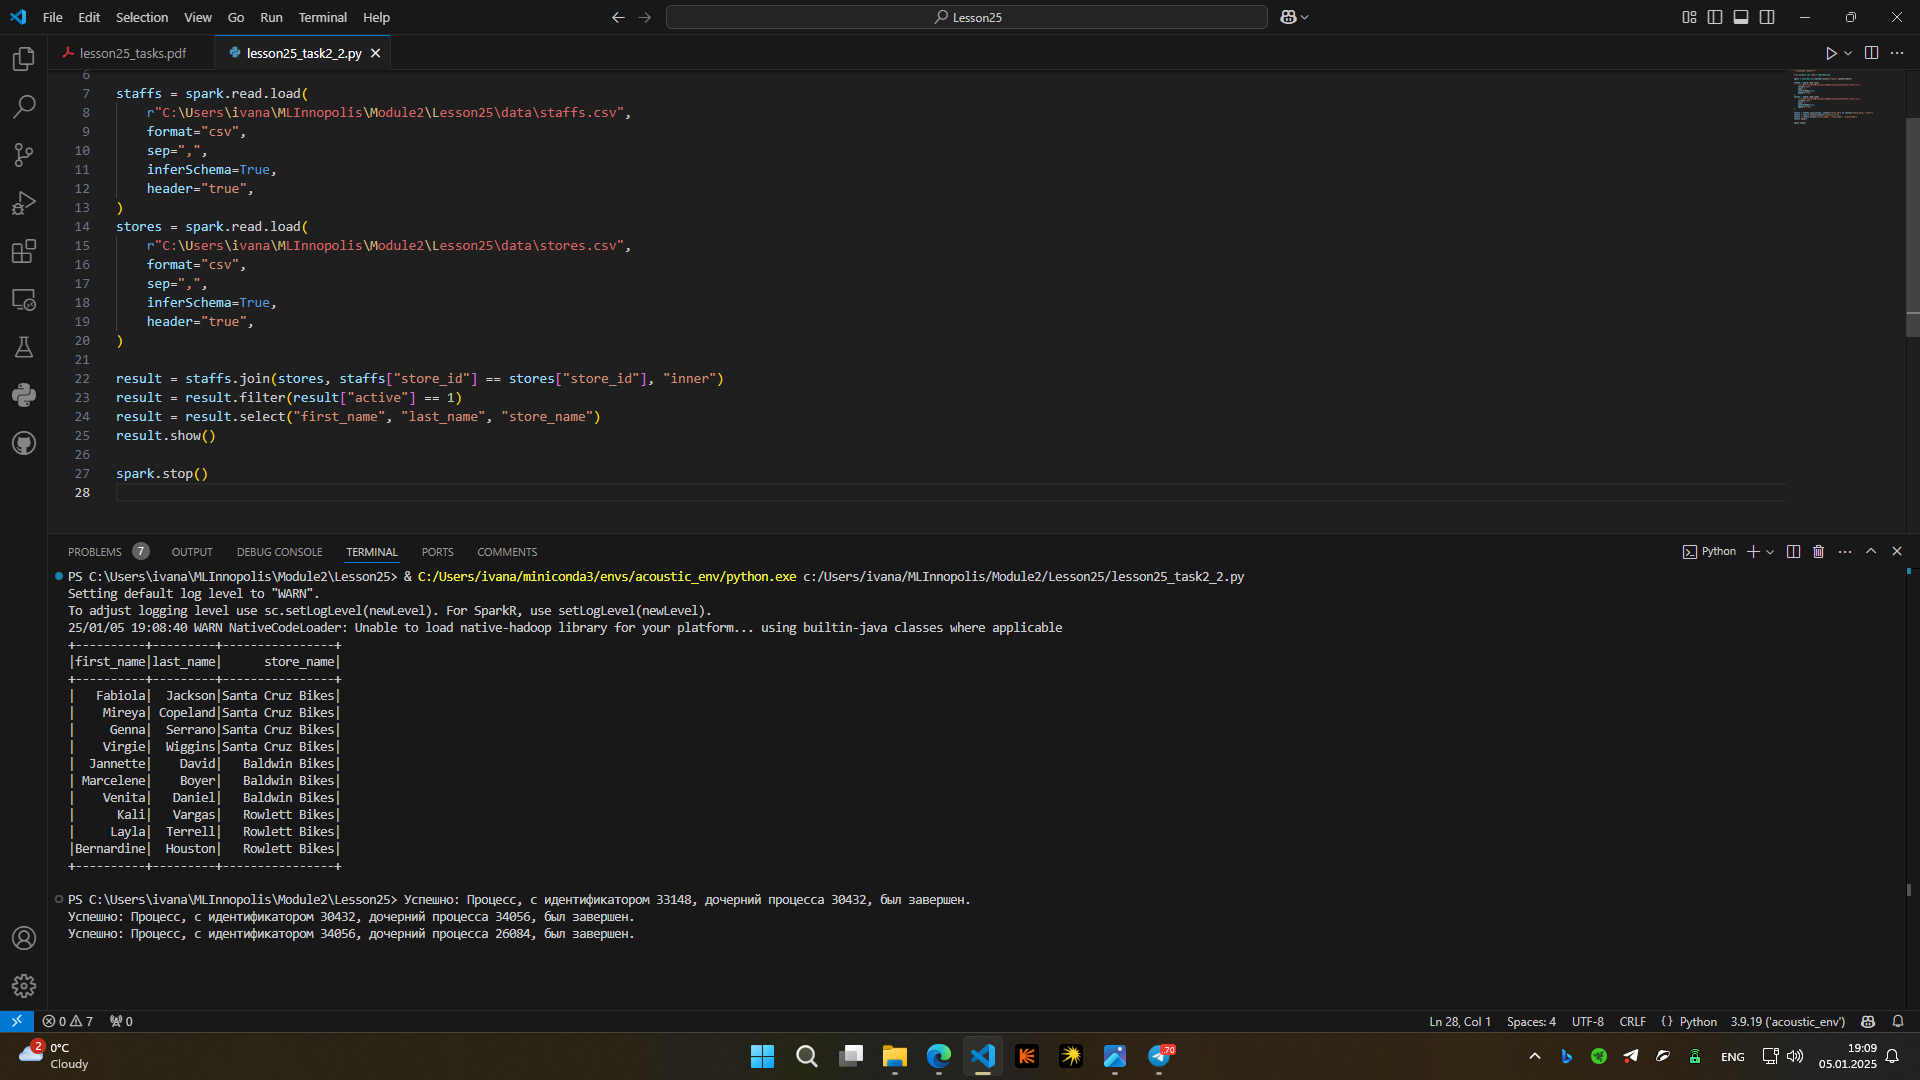 File Edit Selection View Go Run Terminal Help
Lesson25
lesson25_tasks.pdf
lesson25_task2_2.py
6
7 staffs = spark.read.load(
8 r"C:\Users\ivana\MLInnopolis\Module2\Lesson25\data\staffs.csv",
9 format="csv",
10 sep=",",
11 inferSchema=True,
12 header="true",
13 )
14 stores = spark.read.load(
15 r"C:\Users\ivana\MLInnopolis\Module2\Lesson25\data\stores.csv",
16 format="csv",
17 sep=",",
18 inferSchema=True,
19 header="true",
20 )
21
22 result = staffs.join(stores, staffs["store_id"] == stores["store_id"], "inner")
23 result = result.filter(result["active"] == 1)
24 result = result.select("first_name", "last_name", "store_name")
25 result.show()
26
27 spark.stop()
28
PROBLEMS 7 OUTPUT DEBUG CONSOLE TERMINAL PORTS COMMENTS
Python
PS C:\Users\ivana\MLInnopolis\Module2\Lesson25> & C:/Users/ivana/miniconda3/envs/acoustic_env/python.exe c:/Users/ivana/MLInnopolis/Module2/Lesson25/lesson25_task2_2.py
Setting default log level to "WARN".
To adjust logging level use sc.setLogLevel(newLevel). For SparkR, use setLogLevel(newLevel).
25/01/05 19:08:40 WARN NativeCodeLoader: Unable to load native-hadoop library for your platform... using builtin-java classes where applicable
+----------+---------+----------------+
|first_name|last_name|      store_name|
+----------+---------+----------------+
|   Fabiola|  Jackson|Santa Cruz Bikes|
|    Mireya| Copeland|Santa Cruz Bikes|
|     Genna|  Serrano|Santa Cruz Bikes|
|    Virgie|  Wiggins|Santa Cruz Bikes|
|  Jannette|    David|   Baldwin Bikes|
| Marcelene|    Boyer|   Baldwin Bikes|
|    Venita|   Daniel|   Baldwin Bikes|
|      Kali|   Vargas|   Rowlett Bikes|
|     Layla|  Terrell|   Rowlett Bikes|
|Bernardine|  Houston|   Rowlett Bikes|
+----------+---------+----------------+
PS C:\Users\ivana\MLInnopolis\Module2\Lesson25> Успешно: Процесс, с идентификатором 33148, дочерний процесса 30432, был завершен.
Успешно: Процесс, с идентификатором 30432, дочерний процесса 34056, был завершен.
Успешно: Процесс, с идентификатором 34056, дочерний процесса 26084, был завершен.
0 7 0
Ln 28, Col 1 Spaces: 4 UTF-8 CRLF {} Python 3.9.19 ('acoustic_env')
2
0°C
Cloudy
70
ENG
19:09
05.01.2025